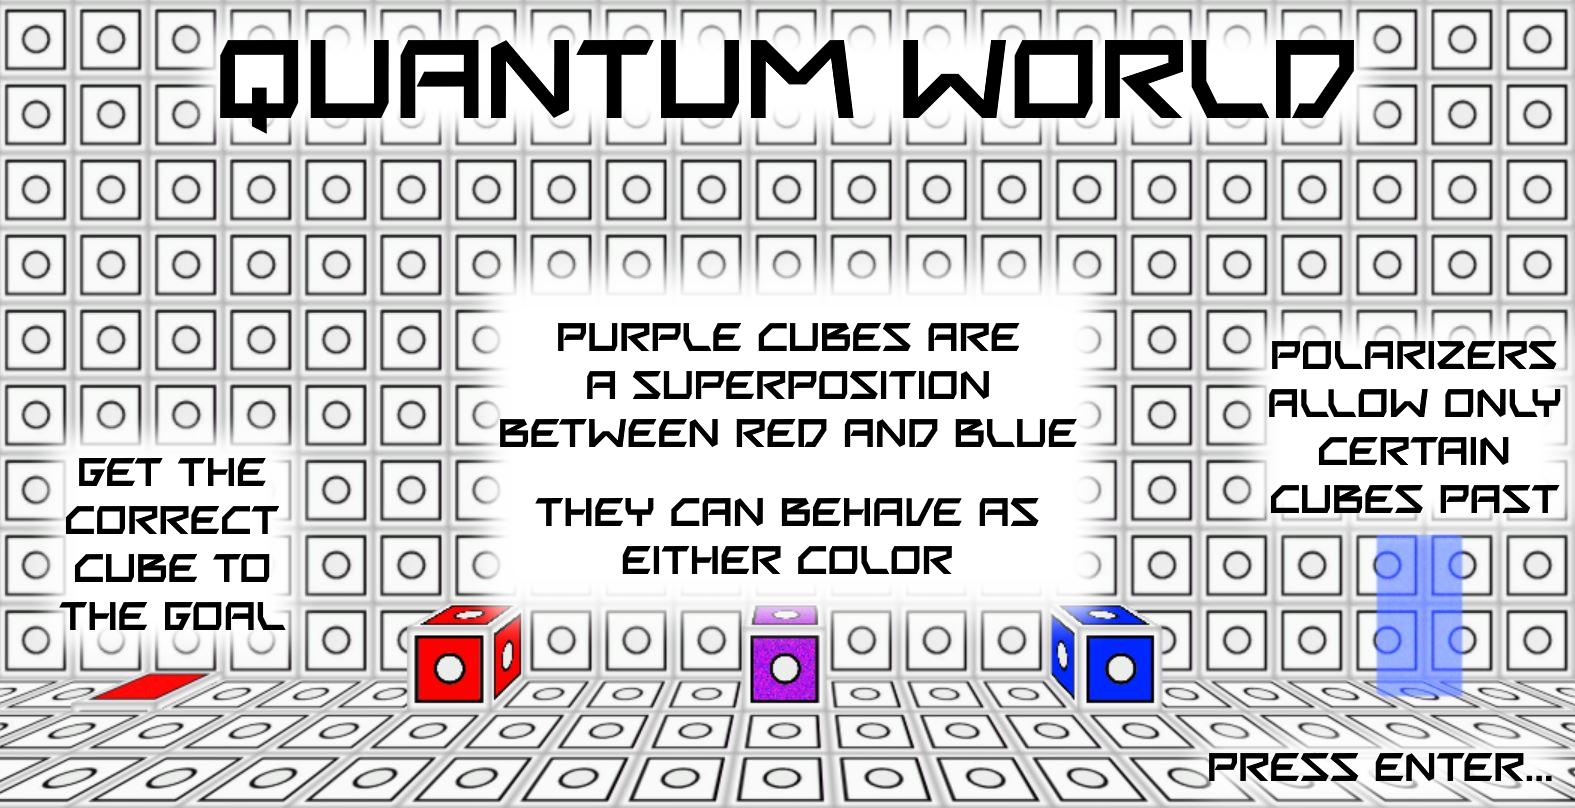 QUANTUM WORLD
GET THE
CORRECT
CUBE TO
THE GOAL
PURPLE CUBES ARE
A SUPERPOSITION
BETWEEN RED AND BLUE
THEY CAN BEHAVE AS
EITHER COLOR
POLARIZERS
ALLOW ONLY
CERTAIN
CUBES PAST
PRESS ENTER...